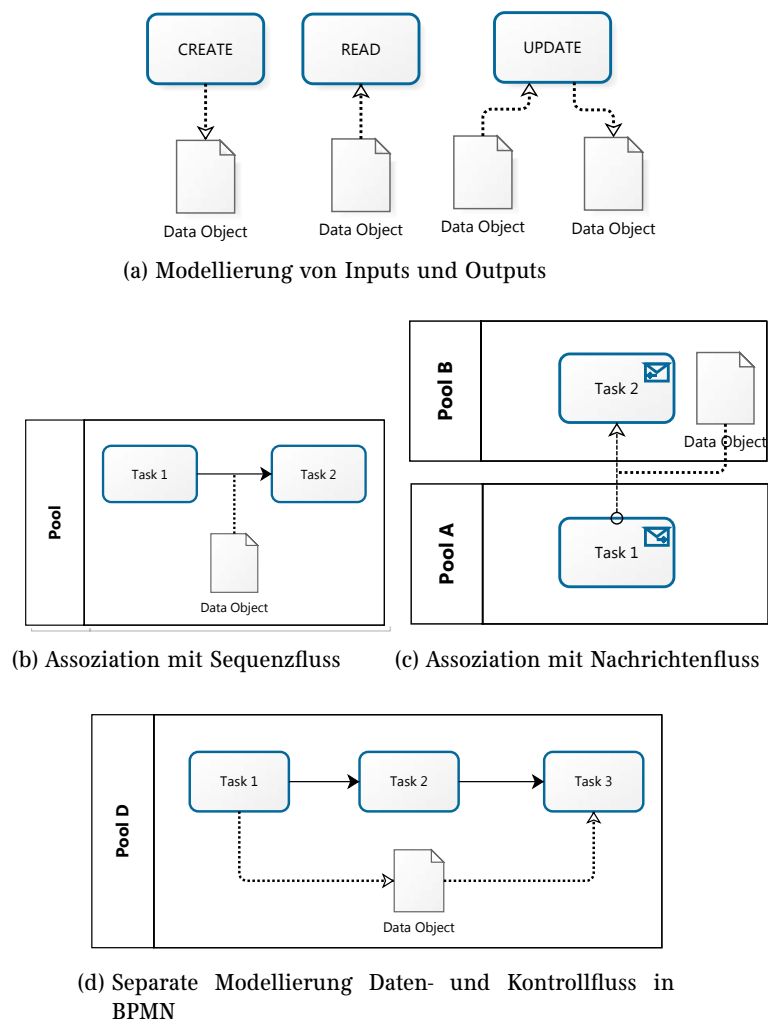 CREATE
READ
UPDATE
Data Object
Data Object
Data Object
Data Object
(a) Modellierung von Inputs und Outputs
Pool
Task 1
Task 2
Data Object
(b) Assoziation mit Sequenzfluss
Pool B
Task 2
Data Object
Pool A
Task 1
(c) Assoziation mit Nachrichtenfluss
Pool D
Task 1
Task 2
Task 3
Data Object
(d) Separate Modellierung Daten- und Kontrollfluss in
BPMN